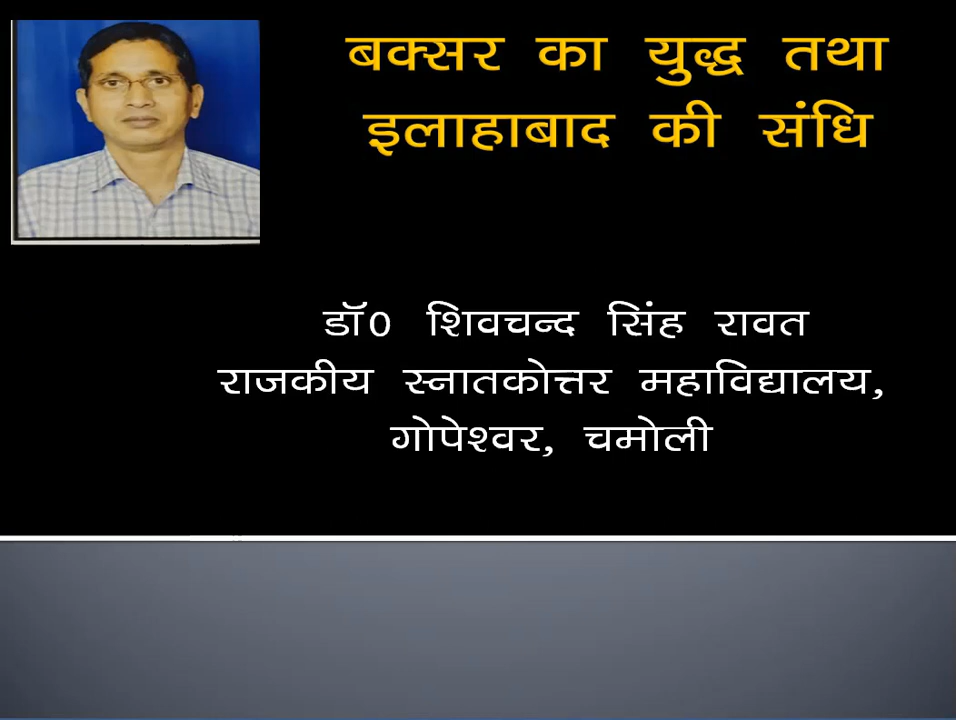 बक्सर का युद्ध तथा
इलाहाबाद की संधि
डॉ0 शिवचन्द सिंह रावत
राजकीय स्नातकोत्तर महाविद्यालय,
गोपेश्वर, चमोली